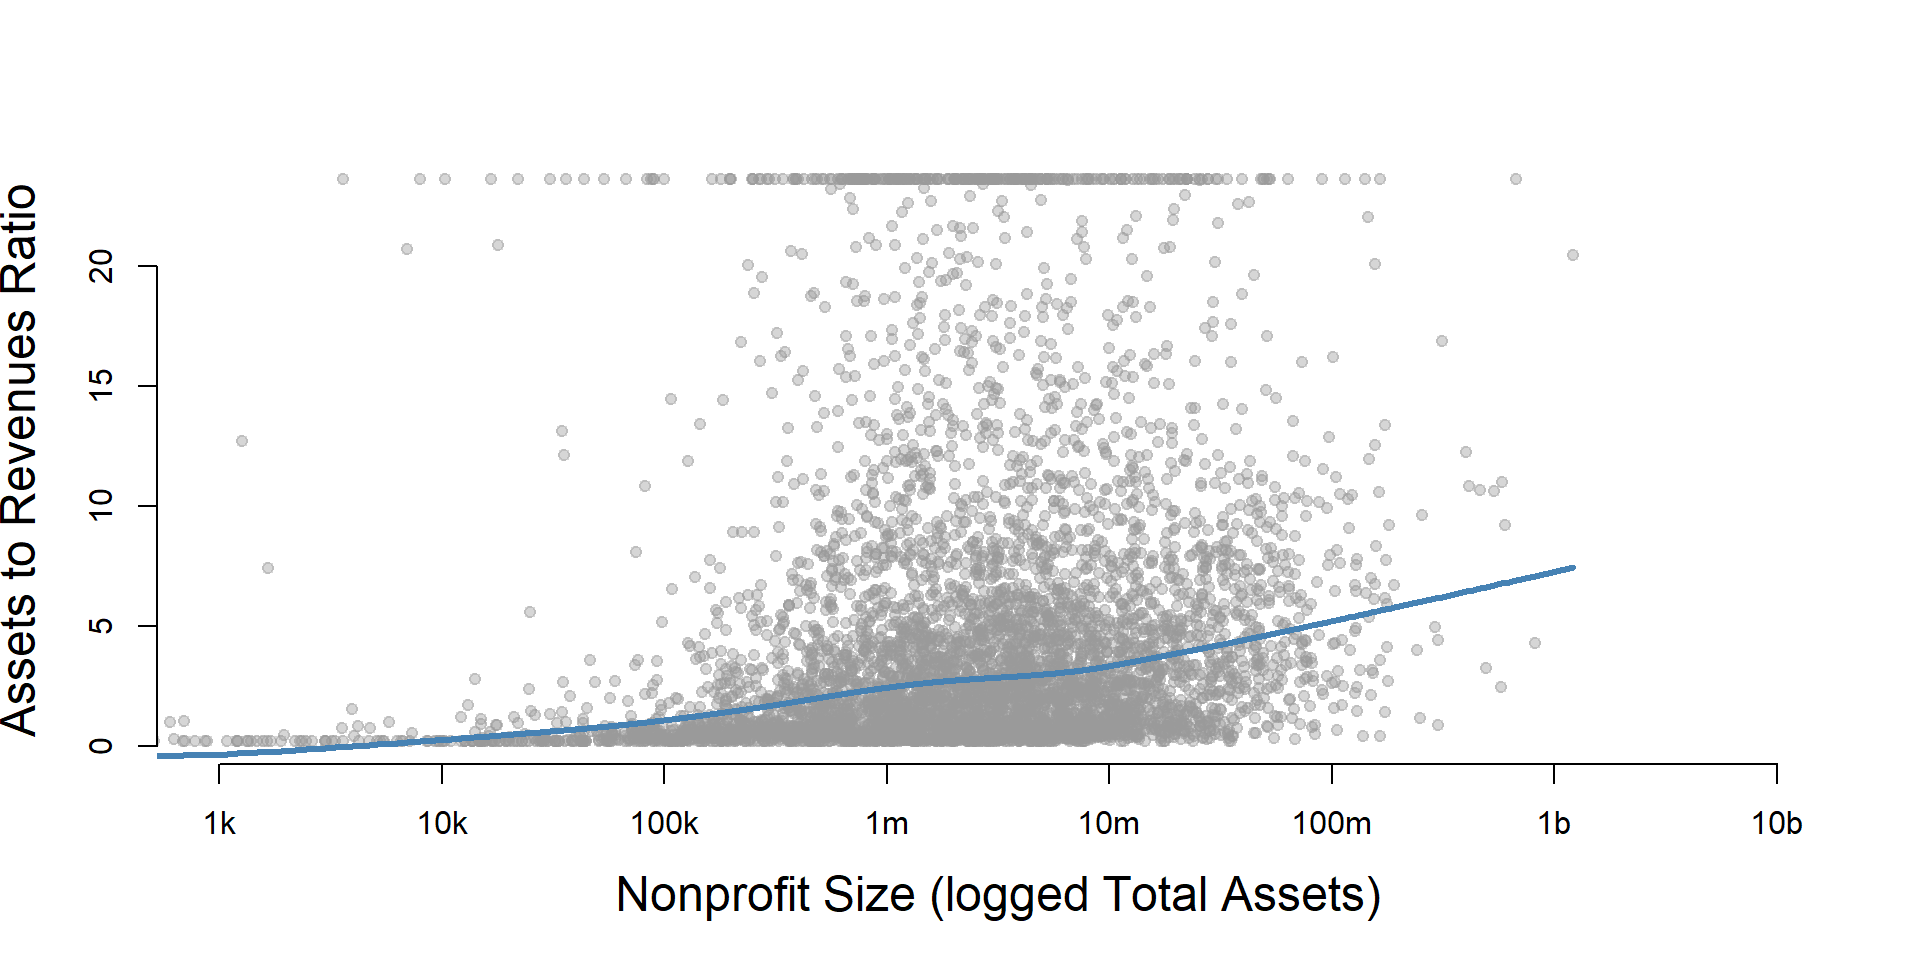 Assets to Revenues Ratio
20
15
10
5
0
1k 10k 100k 1m 10m 100m 1b 10b
Nonprofit Size (logged Total Assets)